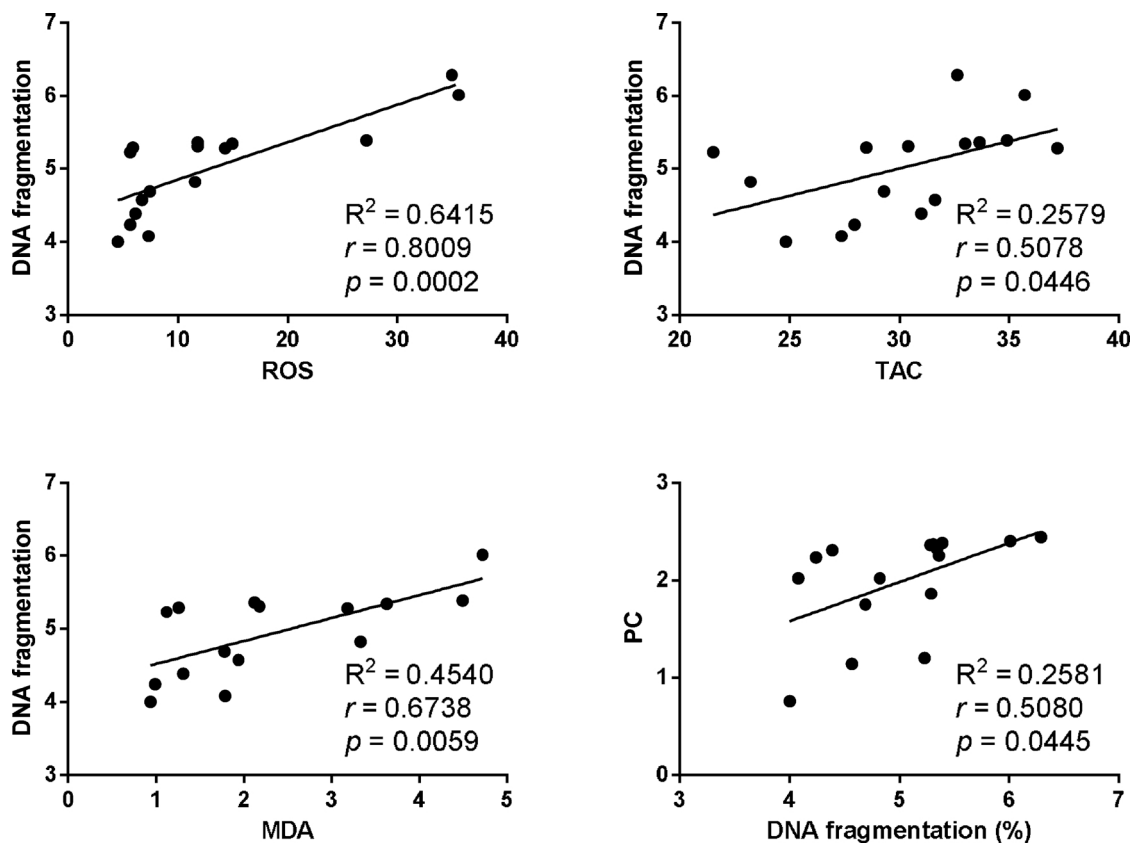 7
6
5
4
3
DNA fragmentation
R² = 0.6415
r = 0.8009
p = 0.0002
0 10 20 30 40
ROS
7
6
5
4
3
DNA fragmentation
R² = 0.2579
r = 0.5078
p = 0.0446
20 25 30 35 40
TAC
7
6
5
4
3
DNA fragmentation
R² = 0.4540
r = 0.6738
p = 0.0059
0 1 2 3 4 5
MDA
3
2
1
0
PC
R² = 0.2581
r = 0.5080
p = 0.0445
3 4 5 6 7
DNA fragmentation (%)